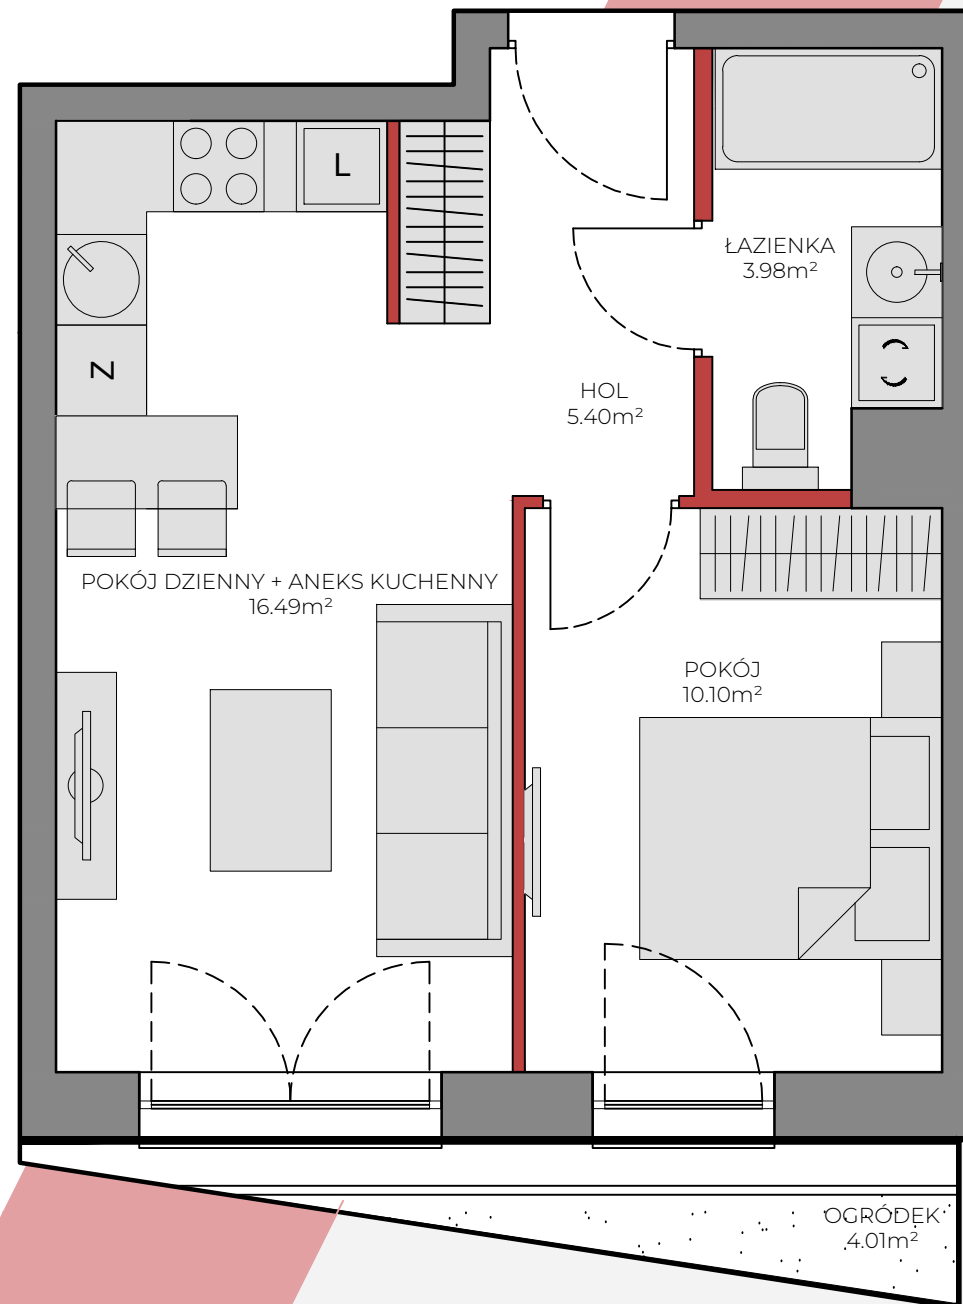 L
ŁAZIENKA
3.98m²
N
HOL
5.40m²
POKÓJ DZIENNY + ANEKS KUCHENNY
16.49m²
POKÓJ
10.10m²
OGRÓDEK
4.01m²